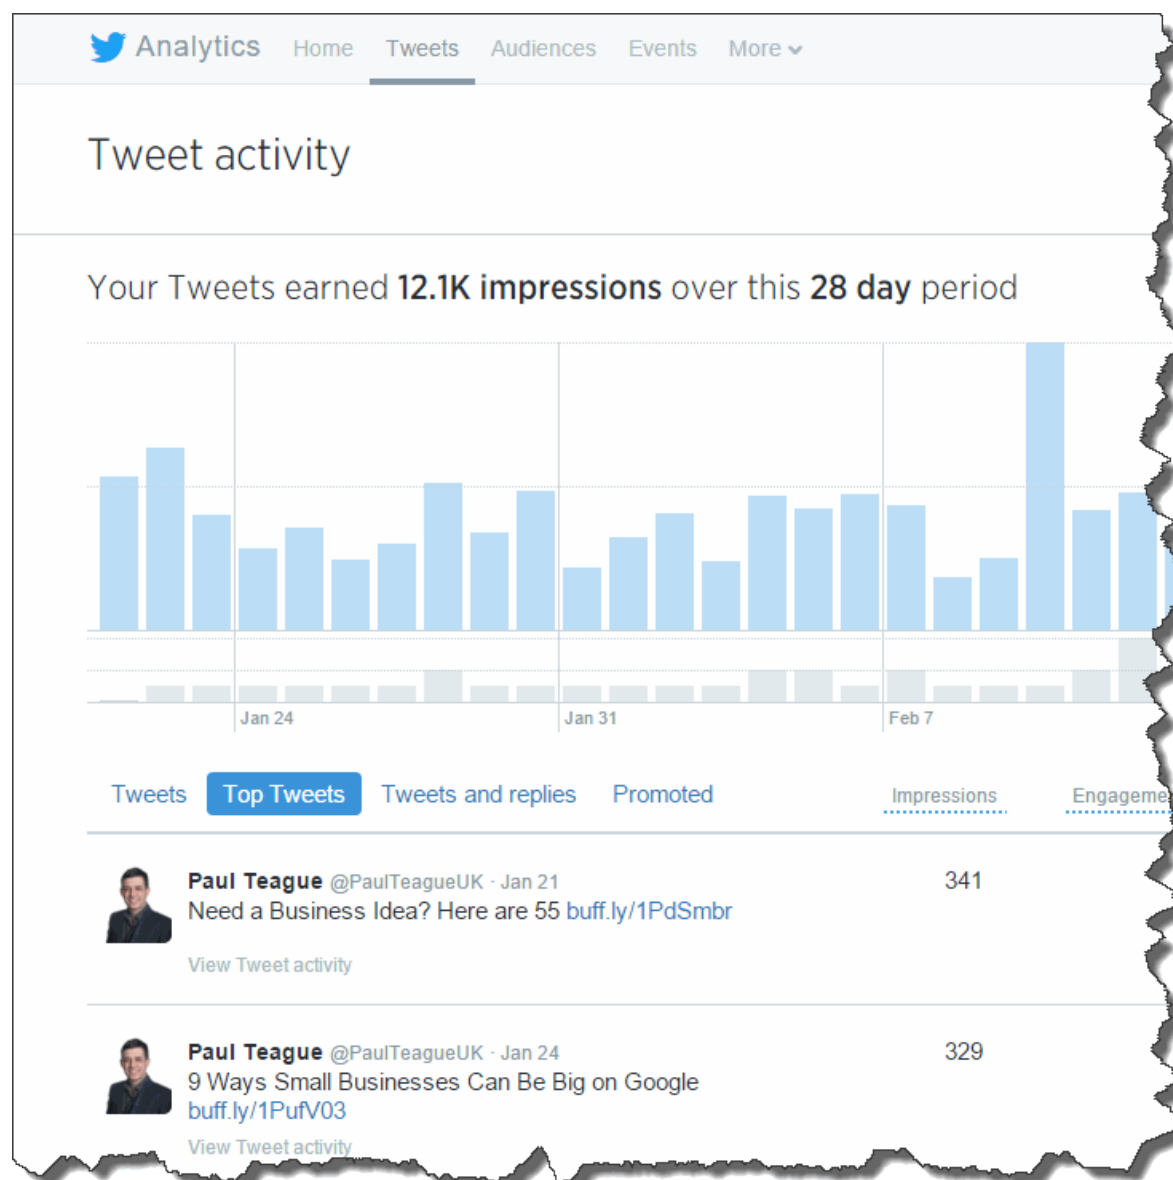 Analytics Home Tweets Audiences Events More
Tweet activity
Your Tweets earned 12.1K impressions over this 28 day period
Jan 24 Jan 31 Feb 7
Tweets Top Tweets Tweets and replies Promoted Impressions Engageme
Paul Teague @PaulTeagueUK · Jan 21 341
Need a Business Idea? Here are 55 buff.ly/1PdSmbr
View Tweet activity
Paul Teague @PaulTeagueUK · Jan 24 329
9 Ways Small Businesses Can Be Big on Google
buff.ly/1PufV03
View Tweet activity